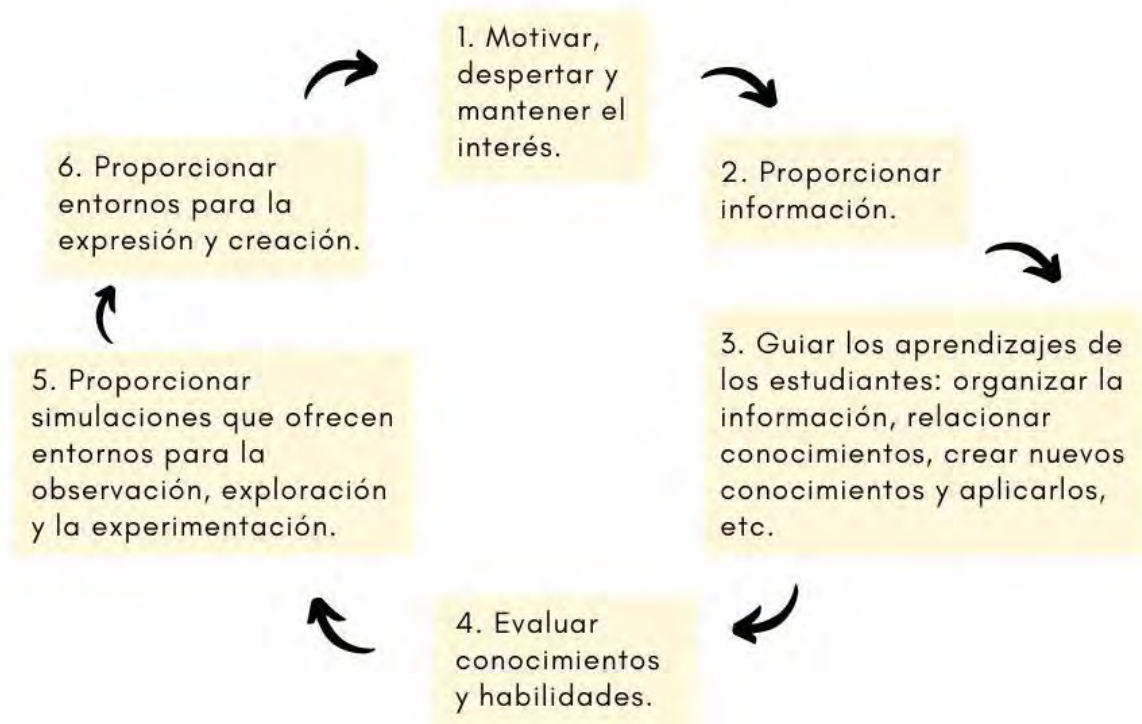 1. Motivar,
despertar y
mantener el
interés.
2. Proporcionar
información.
3. Guiar los aprendizajes de
los estudiantes: organizar la
información, relacionar
conocimientos, crear nuevos
conocimientos y aplicarlos,
etc.
4. Evaluar
conocimientos
y habilidades.
5. Proporcionar
simulaciones que ofrecen
entornos para la
observación, exploración
y la experimentación.
6. Proporcionar
entornos para la
expresión y creación.